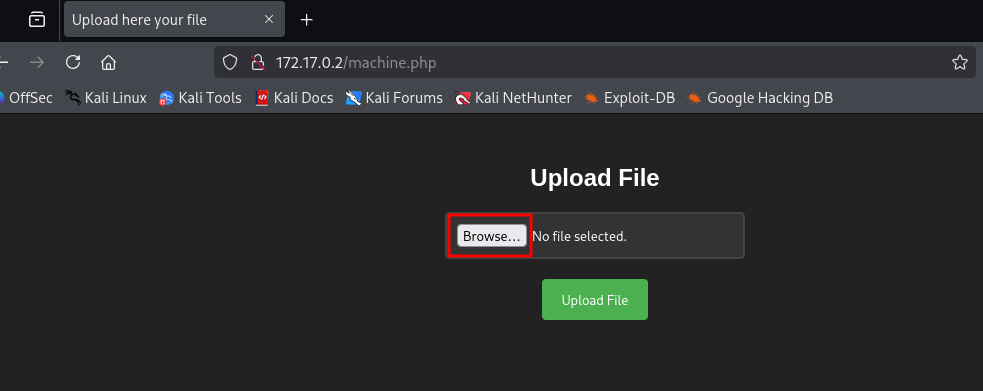 Upload here your file
172.17.0.2/machine.php
OffSec Kali Linux Kali Tools Kali Docs Kali Forums Kali NetHunter Exploit-DB Google Hacking DB
Upload File
Browse... No file selected.
Upload File